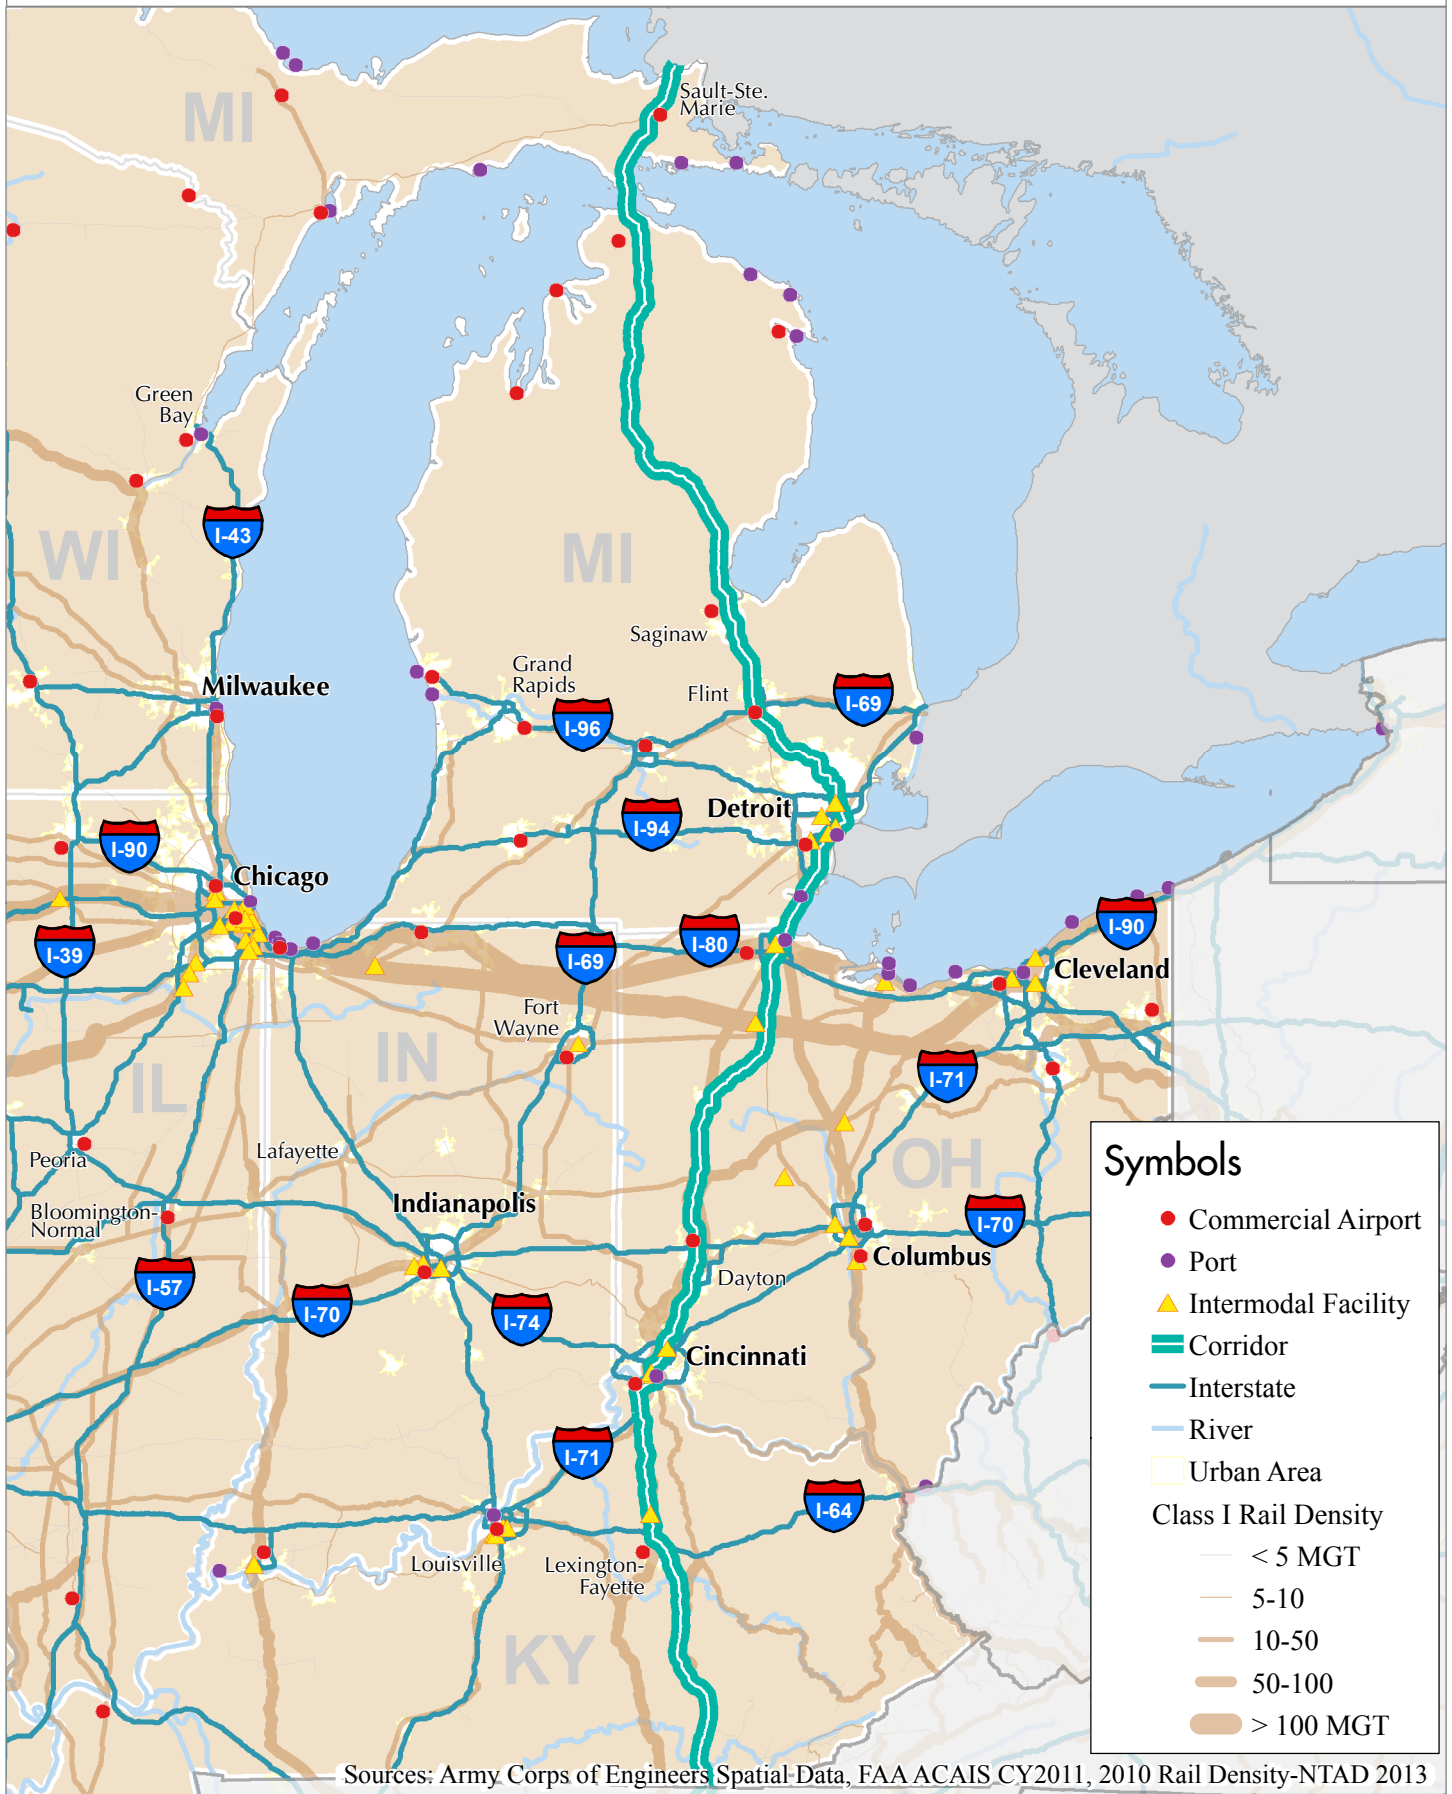 Sault-Ste.
Marie
MI
Green
Bay
I-43
WI
MI
Saginaw
Grand
Rapids
Milwaukee
Flint
I-69
I-96
Detroit
I-94
I-90
Chicago
I-90
I-39
I-80
I-69
Cleveland
Fort
Wayne
IN
I-71
IL
OH
Lafayette
Peoria
Indianapolis
Bloomington-
Normal
I-70
Columbus
I-57
Dayton
I-70
I-74
Cincinnati
I-71
I-64
Louisville
Lexington-
Fayette
KY
Symbols
Commercial Airport
Port
Intermodal Facility
Corridor
Interstate
River
Urban Area
Class I Rail Density
< 5 MGT
5-10
10-50
50-100
> 100 MGT
Sources: Army Corps of Engineers Spatial Data, FAA ACAIS CY2011, 2010 Rail Density-NTAD 2013